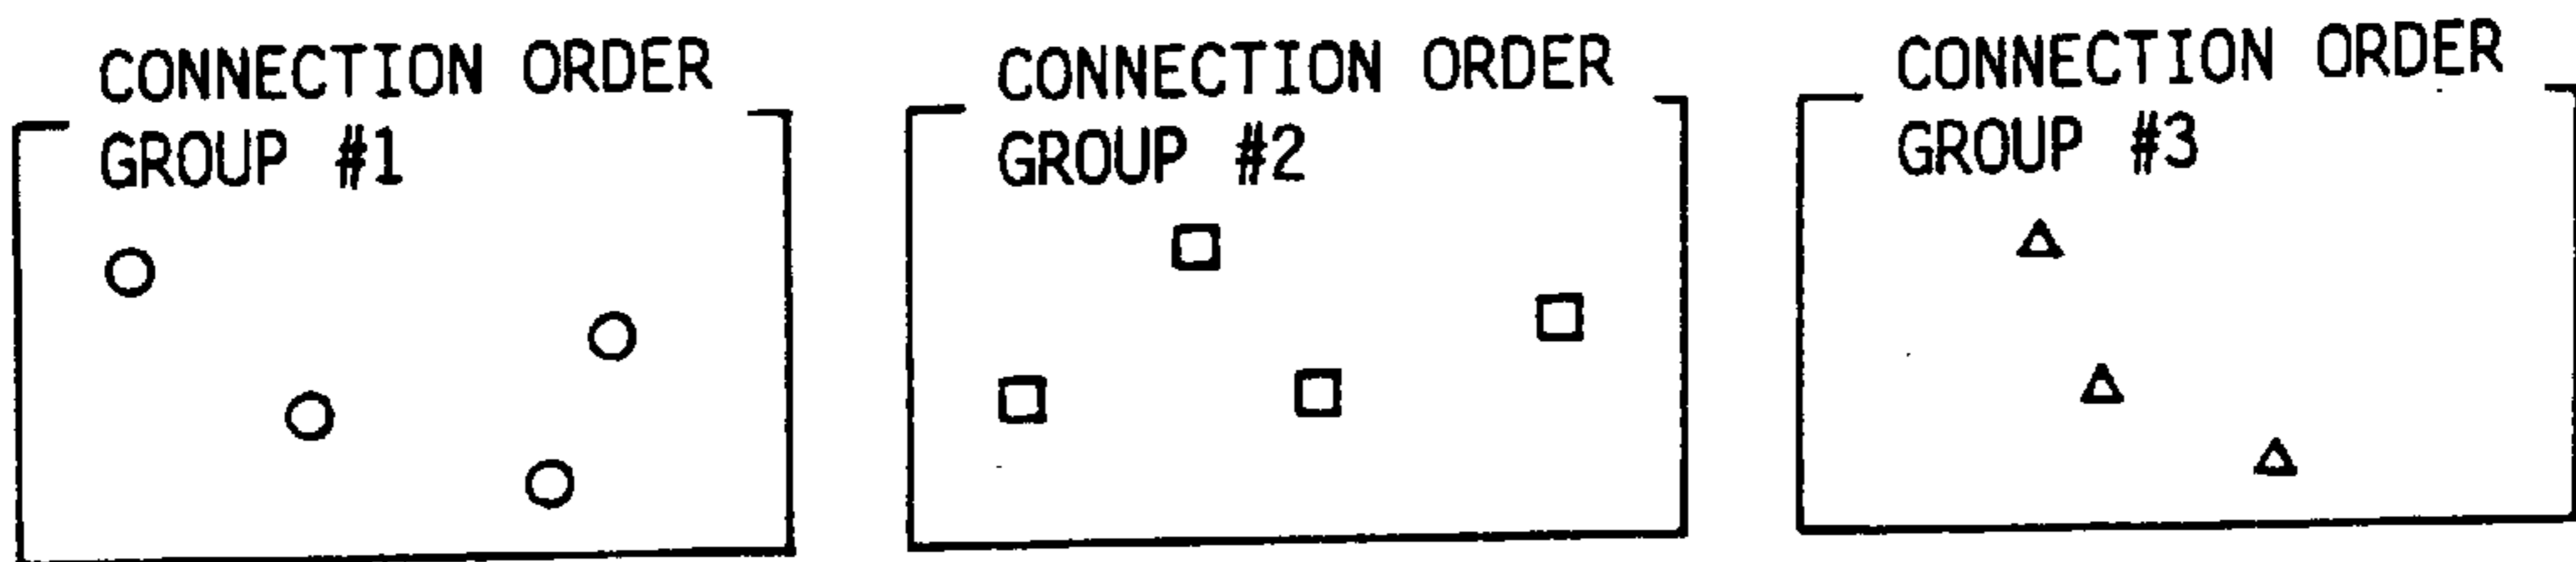 CONNECTION ORDER
GROUP #1
CONNECTION ORDER
GROUP #2
CONNECTION ORDER
GROUP #3